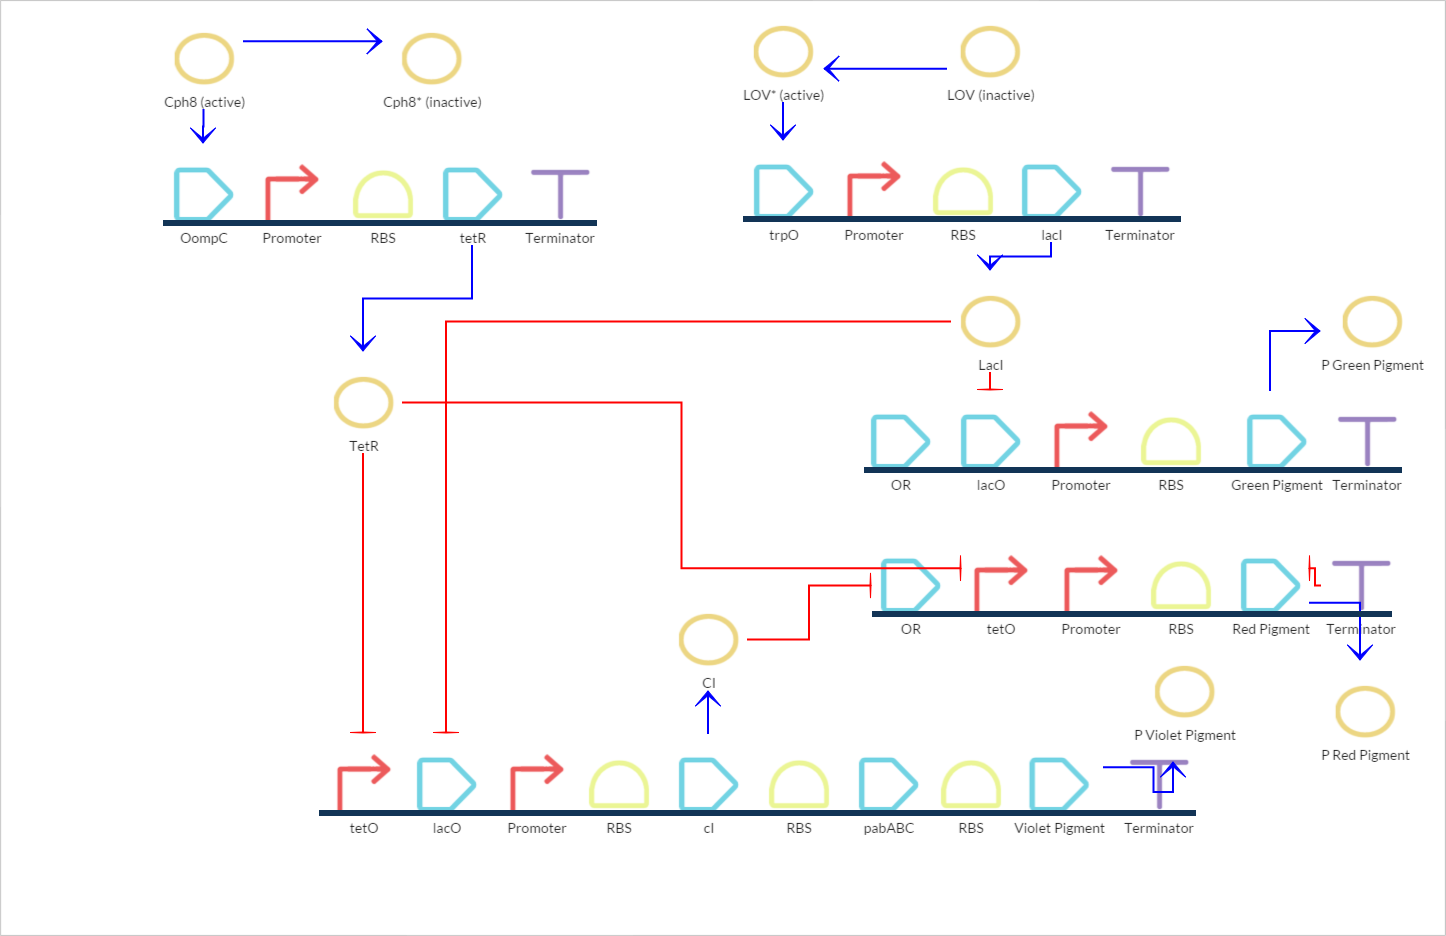 Cph8 (active)
Cph8* (inactive)
LOV* (active)
LOV (inactive)
OompC
Promoter
RBS
tetR
Terminator
trpO
Promoter
RBS
lacI
Terminator
LacI
P Green Pigment
TetR
OR
lacO
Promoter
RBS
Green Pigment
Terminator
OR
tetO
Promoter
RBS
Red Pigment
Terminator
CI
P Violet Pigment
P Red Pigment
tetO
lacO
Promoter
RBS
cI
RBS
pabABC
RBS
Violet Pigment
Terminator